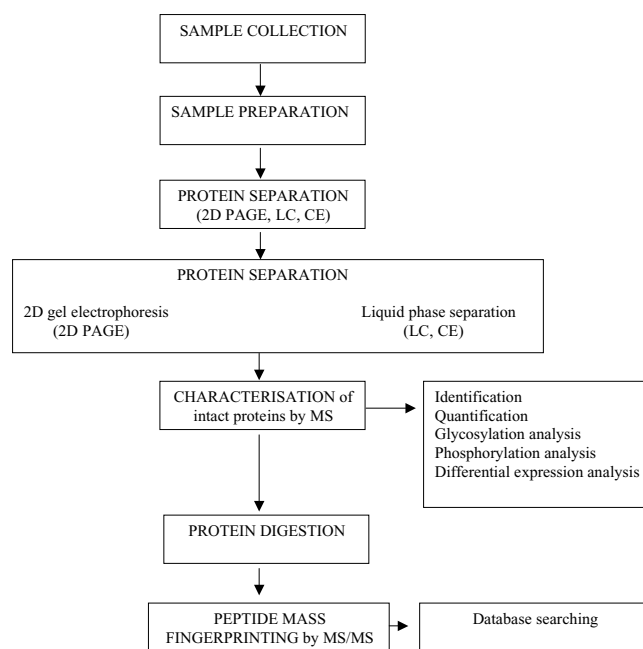 SAMPLE COLLECTION
SAMPLE PREPARATION
PROTEIN SEPARATION
(2D PAGE, LC, CE)
PROTEIN SEPARATION
2D gel electrophoresis
(2D PAGE)
Liquid phase separation
(LC, CE)
CHARACTERISATION of
intact proteins by MS
Identification
Quantification
Glycosylation analysis
Phosphorylation analysis
Differential expression analysis
PROTEIN DIGESTION
PEPTIDE MASS
FINGERPRINTING by MS/MS
Database searching